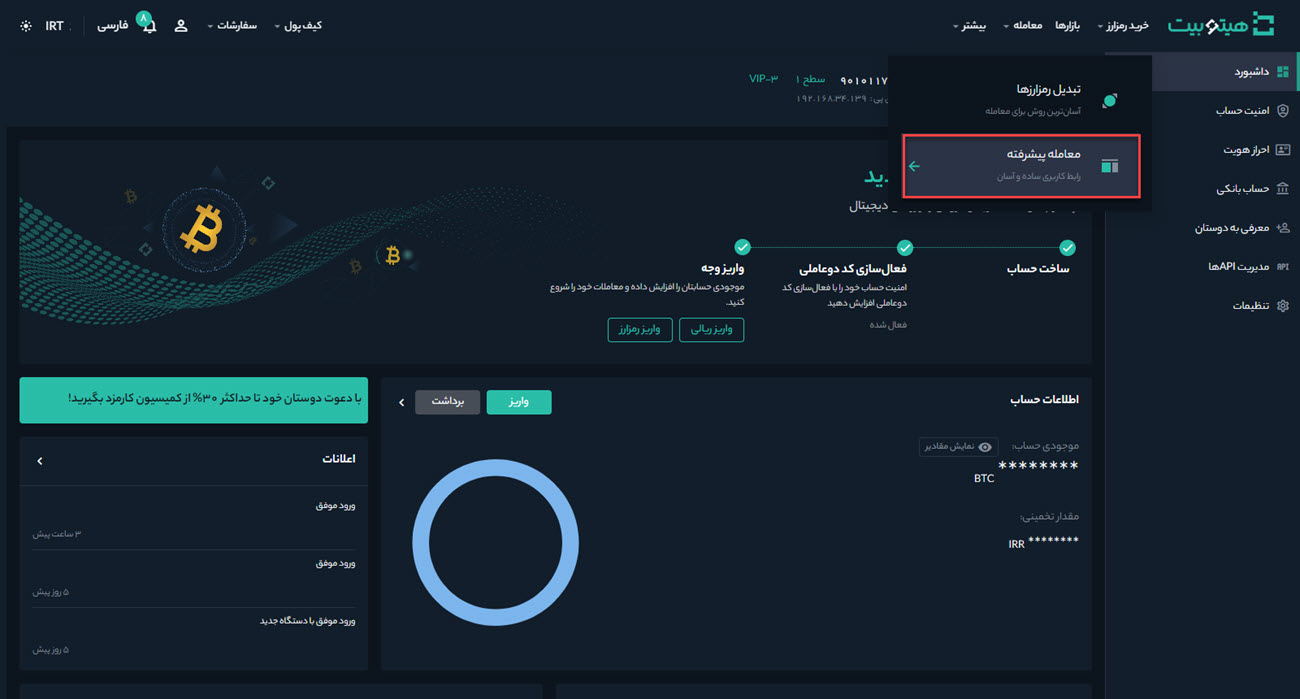 هیتوبیت
خرید رمزارز
بازارها
معامله
بیشتر
کیف پول
سفارشات
۸
فارسی
IRT
داشبورد
امنیت حساب
احراز هویت
حساب بانکی
معرفی به دوستان
API
مدیریت APIها
تنظیمات
تبدیل رمزارزها
آسان‌ترین روش برای معامله
معامله پیشرفته
رابط کاربری ساده و آسان
۹۰۱۰۱۱۷ سطح ۱ VIP-۳
۱۹۲.۱۶۸.۳۴.۱۳۹
دیجیتال
ساخت حساب
فعال‌سازی کد دوعاملی
امنیت حساب خود را با فعال‌سازی کد
دوعاملی افزایش دهید
فعال شده
واریز وجه
موجودی حسابتان را افزایش داده و معاملات خود را شروع
کنید.
واریز ریالی
واریز رمزارز
اطلاعات حساب
واریز
برداشت
موجودی حساب:
نمایش مقادیر
********
BTC
مقدار تخمینی:
******** IRR
با دعوت دوستان خود تا حداکثر ۳۰% از کمیسیون کارمزد بگیرید!
اعلانات
ورود موفق
۳ ساعت پیش
ورود موفق
۵ روز پیش
ورود موفق با دستگاه جدید
۵ روز پیش